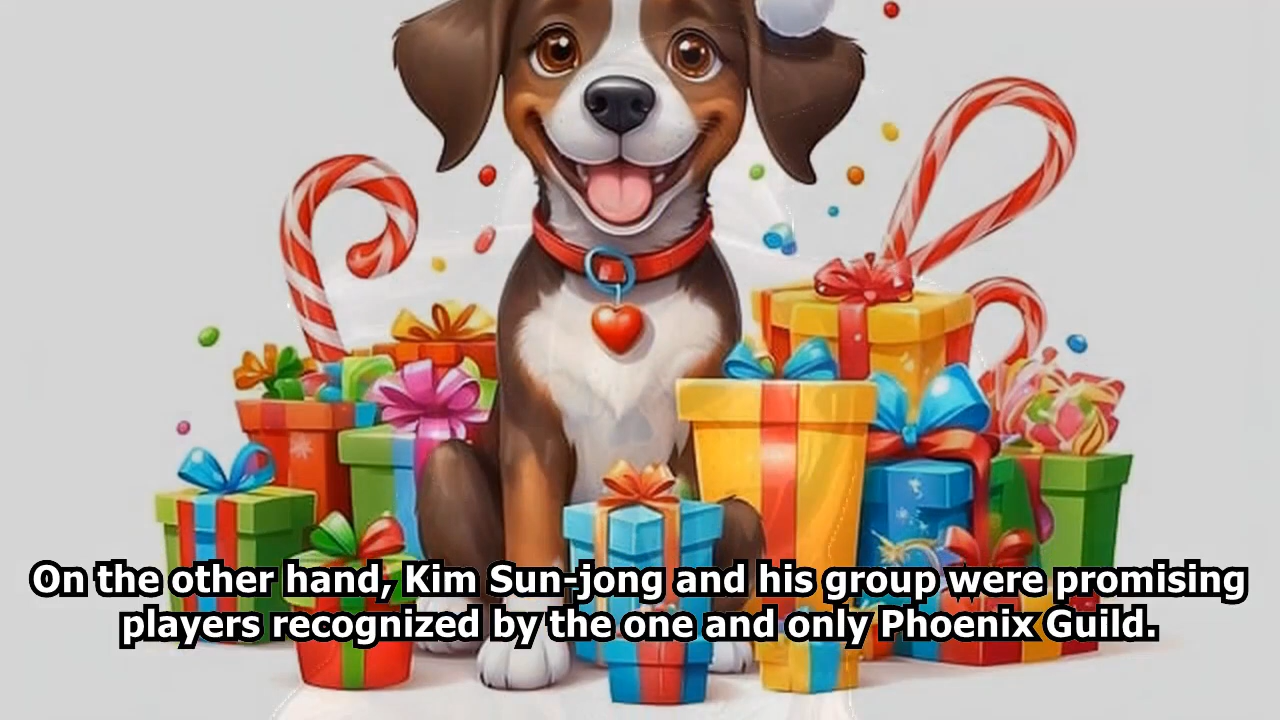 On the other hand, Kim Sun-jong and his group were promising
players recognized by the one and only Phoenix Guild.